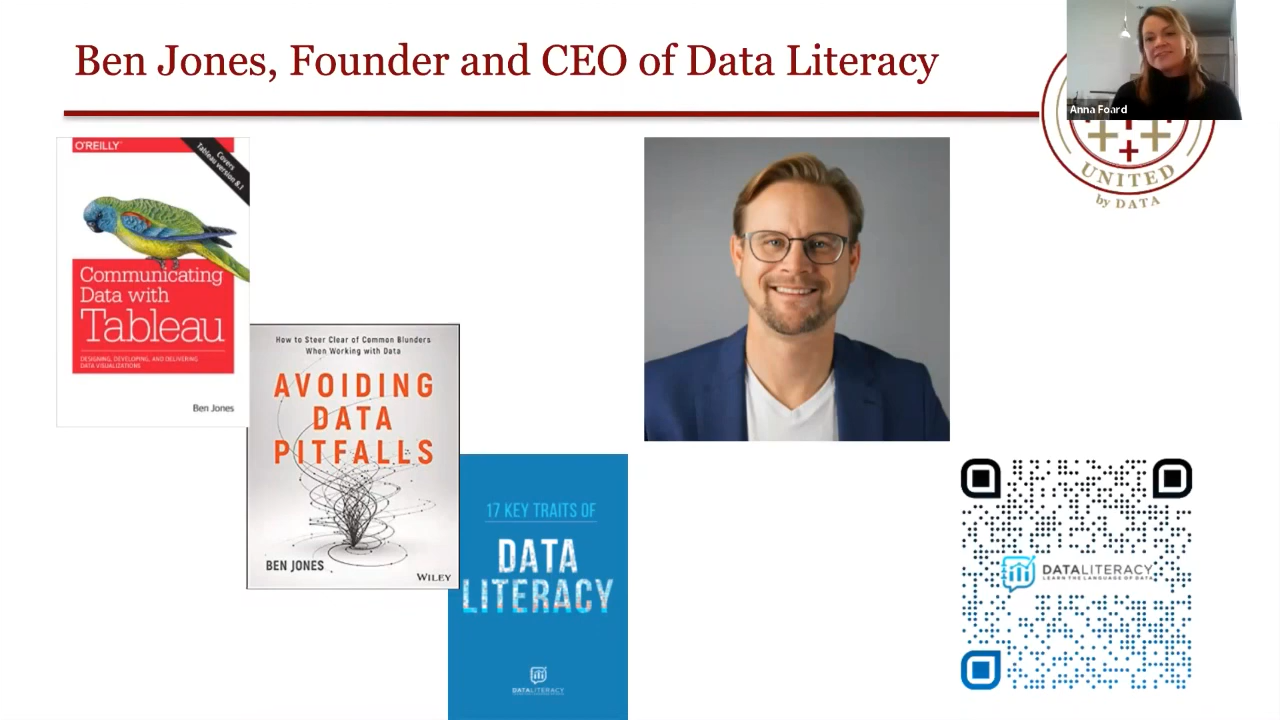 Ben Jones, Founder and CEO of Data Literacy
Anna Foard
UNITED
by DATA
O'REILLY
Covers
Tableau version 8.1
Communicating
Data with
Tableau
DESIGNING, DEVELOPING, AND DELIVERING
DATA VISUALIZATIONS
Ben Jones
How to Steer Clear of Common Blunders
When Working with Data
AVOIDING
DATA
PITFALLS
BEN JONES
WILEY
17 KEY TRAITS OF
DATA
LITERACY
DATALITERACY
DATALITERACY
LEARN THE LANGUAGE OF DATA